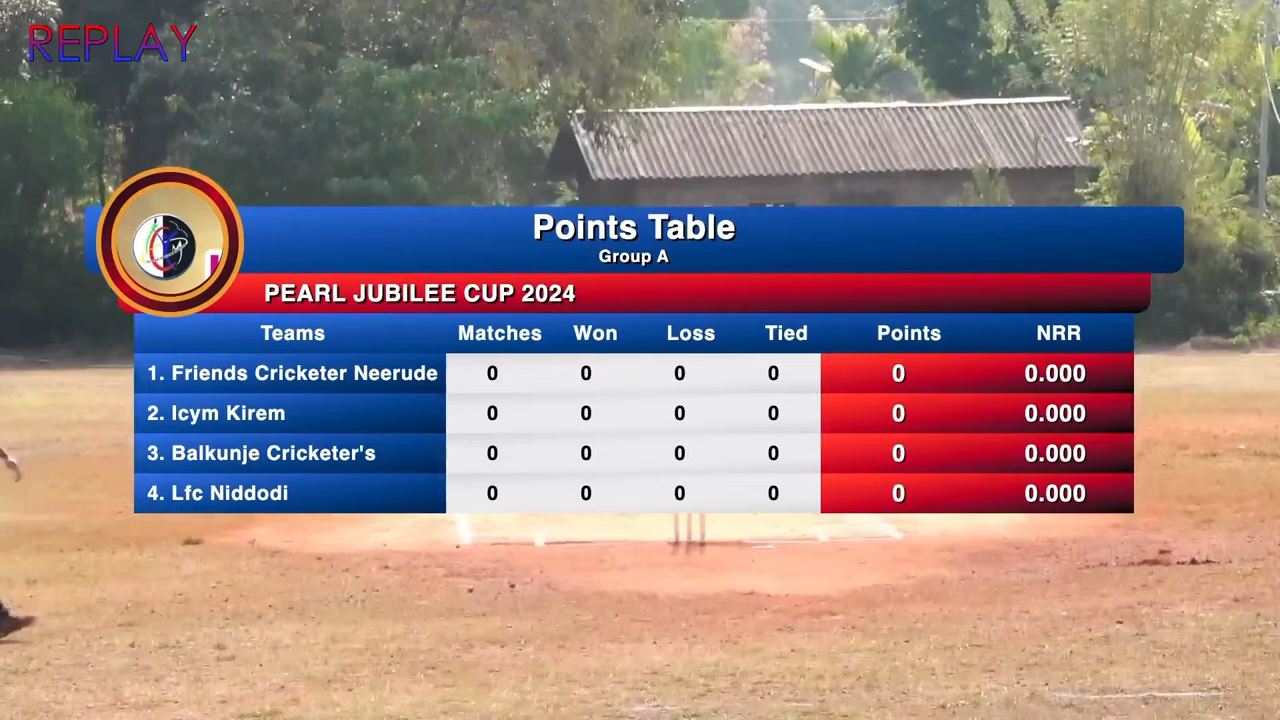 REPLAY
Points Table
Group A
PEARL JUBILEE CUP 2024
Teams Matches Won Loss Tied Points NRR
1. Friends Cricketer Neerude 0 0 0 0 0 0.000
2. Icym Kirem 0 0 0 0 0 0.000
3. Balkunje Cricketer's 0 0 0 0 0 0.000
4. Lfc Niddodi 0 0 0 0 0 0.000